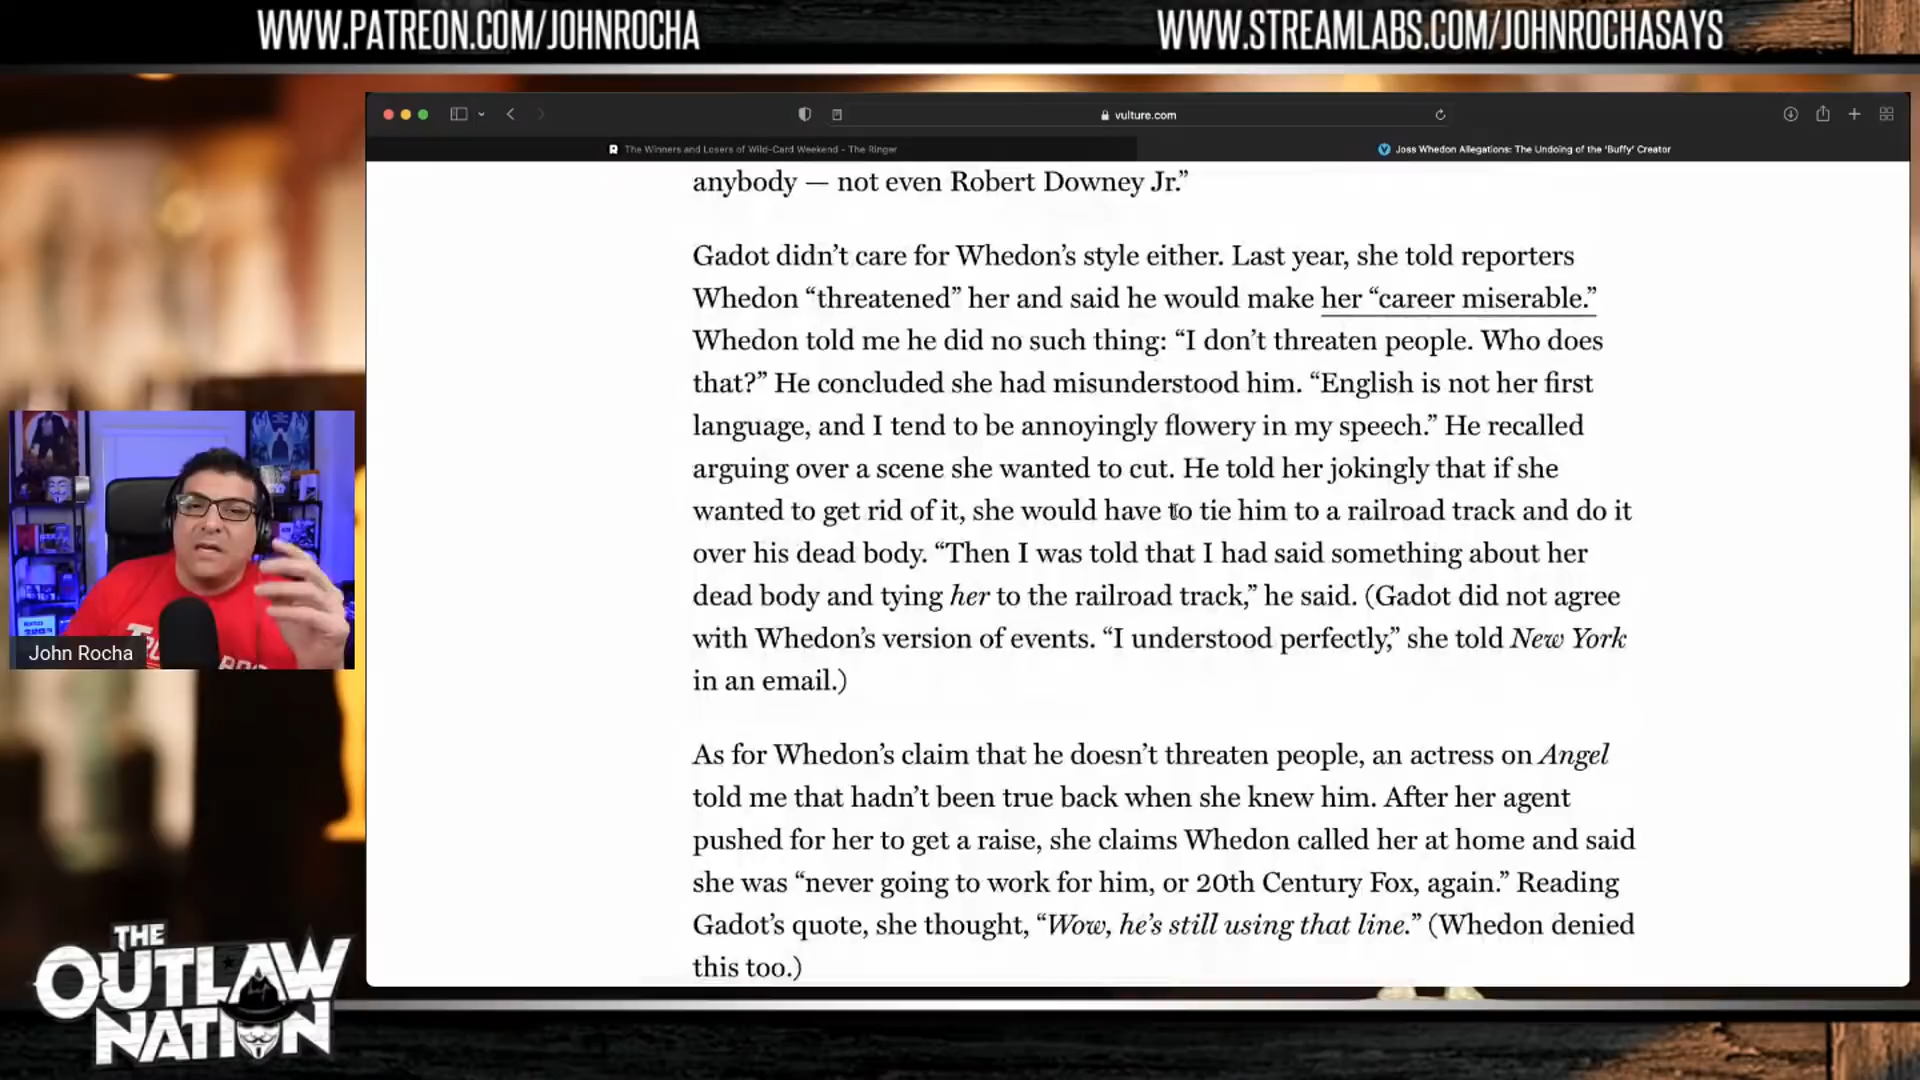 WWW.PATREON.COM/JOHNROCHA
WWW.STREAMLABS.COM/JOHNROCHASAYS
vulture.com
The Winners and Losers of Wild-Card Weekend - The Ringer
Joss Whedon Allegations: The Undoing of the ‘Buffy’ Creator
anybody — not even Robert Downey Jr.”
Gadot didn’t care for Whedon’s style either. Last year, she told reporters
Whedon “threatened” her and said he would make her “career miserable.”
Whedon told me he did no such thing: “I don’t threaten people. Who does
that?” He concluded she had misunderstood him. “English is not her first
language, and I tend to be annoyingly flowery in my speech.” He recalled
arguing over a scene she wanted to cut. He told her jokingly that if she
wanted to get rid of it, she would have to tie him to a railroad track and do it
over his dead body. “Then I was told that I had said something about her
dead body and tying her to the railroad track,” he said. (Gadot did not agree
with Whedon’s version of events. “I understood perfectly,” she told New York
in an email.)
As for Whedon’s claim that he doesn’t threaten people, an actress on Angel
told me that hadn’t been true back when she knew him. After her agent
pushed for her to get a raise, she claims Whedon called her at home and said
she was “never going to work for him, or 20th Century Fox, again.” Reading
Gadot’s quote, she thought, “Wow, he’s still using that line.” (Whedon denied
this too.)
John Rocha
THE
OUTLAW
NATION